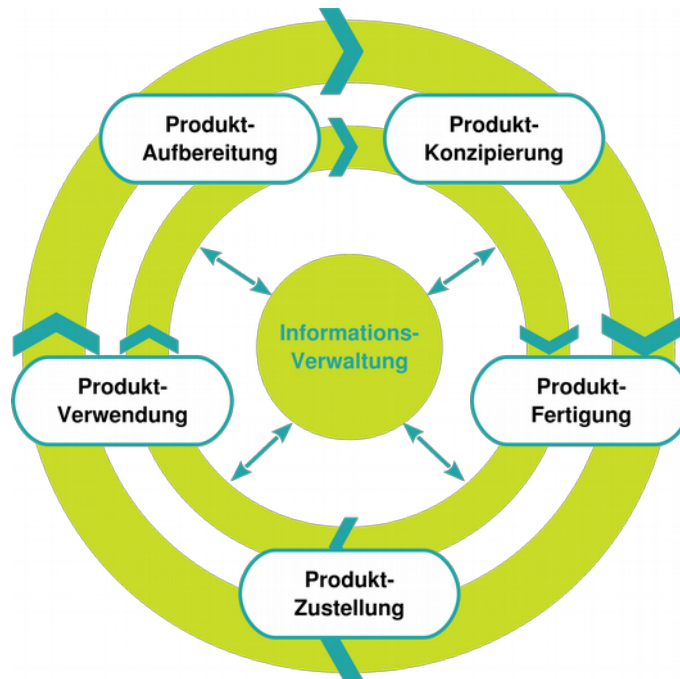 Produkt-
Aufbereitung
Produkt-
Konzipierung
Informations-
Verwaltung
Produkt-
Verwendung
Produkt-
Fertigung
Produkt-
Zustellung